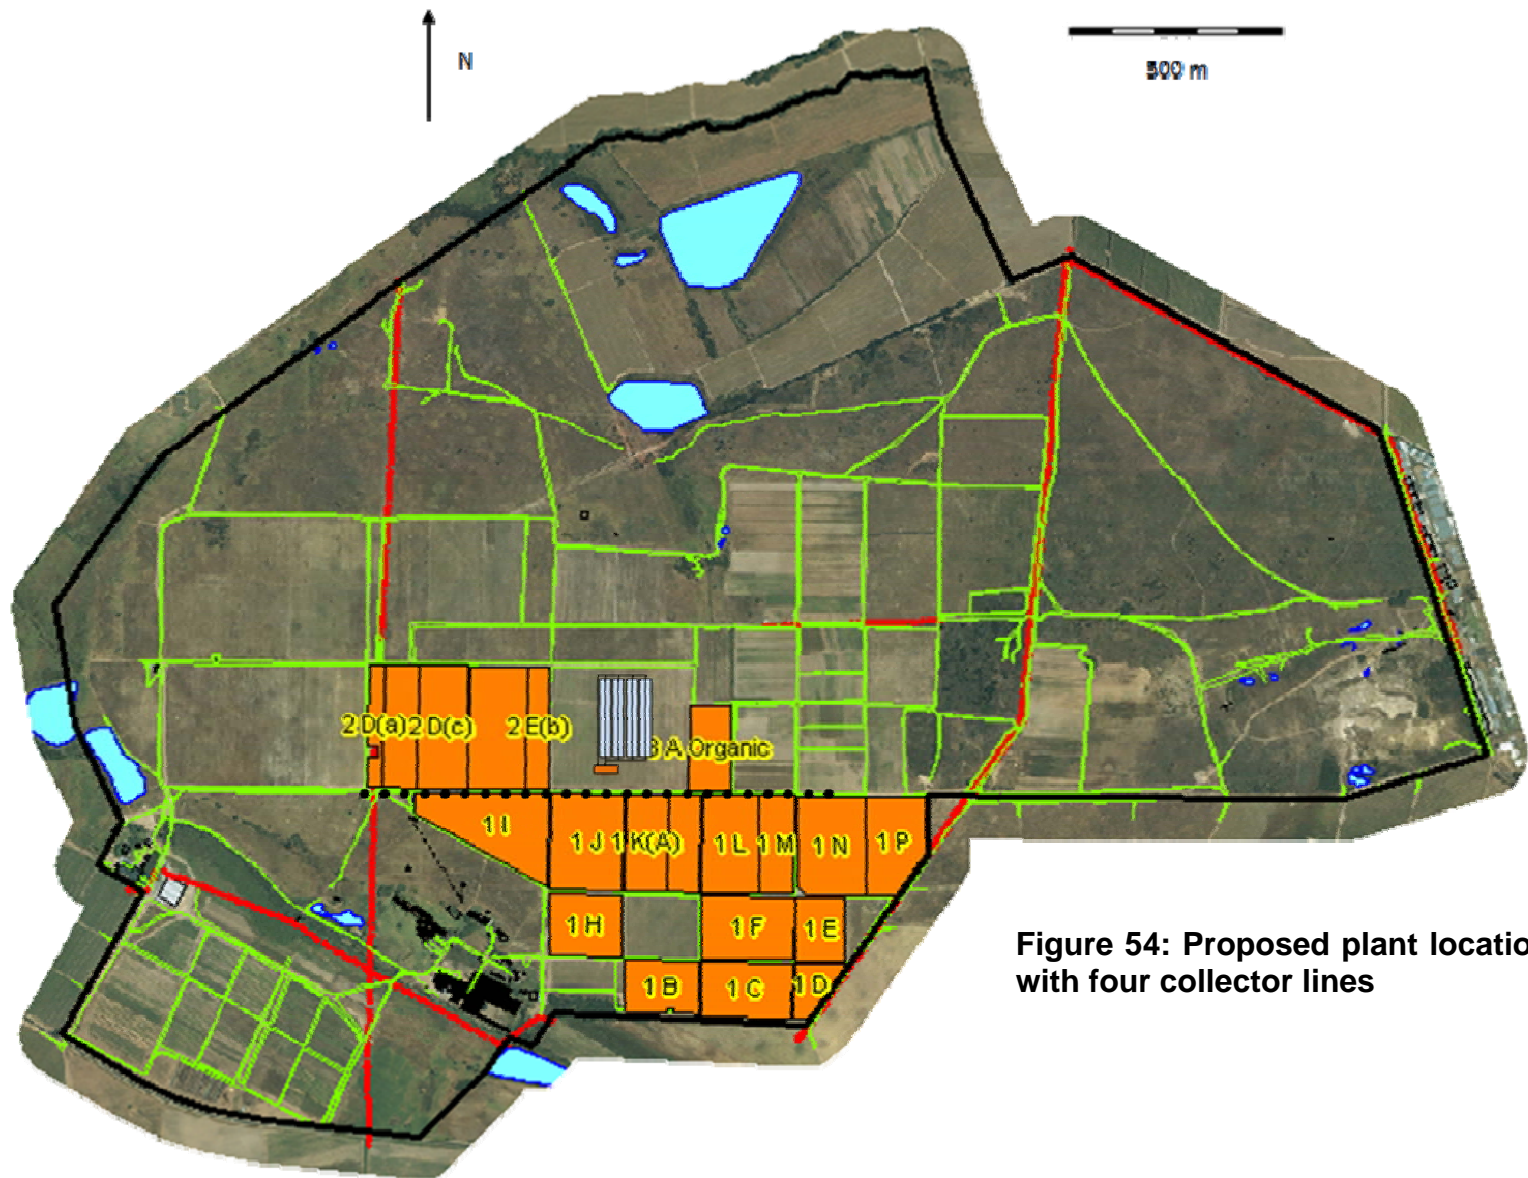 N
500 m
2 D(a) 2 D(c) 2 E(b)
A Organic
1 I
1 J 1 K(A) 1 L 1 M 1 N 1 P
1 H 1 F 1 E
1 B 1 C 1 D
Figure 54: Proposed plant locatio
with four collector lines